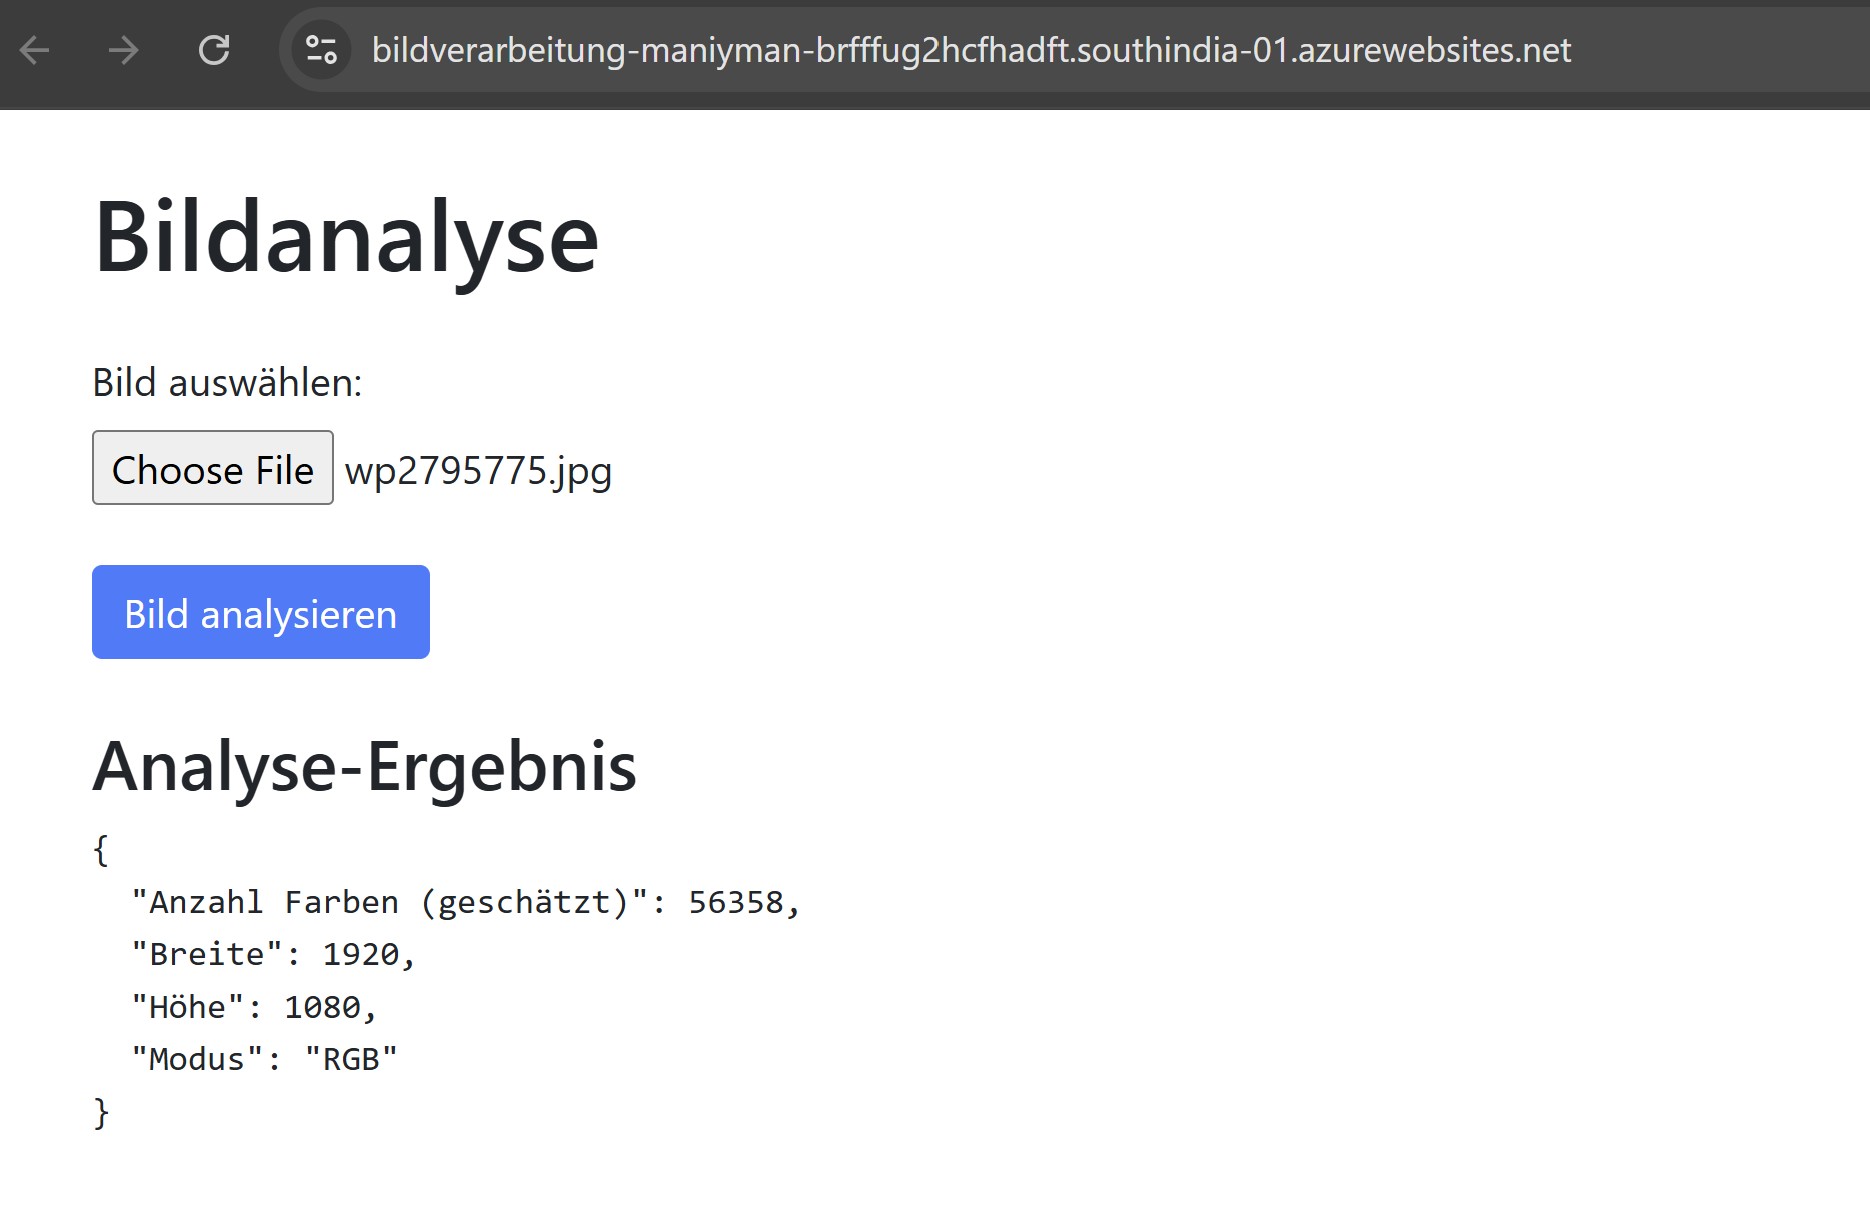 bildverarbeitung-maniyman-brfffug2hcfhadft.southindia-01.azurewebsites.net
Bildanalyse
Bild auswählen:
Choose File wp2795775.jpg
Bild analysieren
Analyse-Ergebnis
{
  "Anzahl Farben (geschätzt)": 56358,
  "Breite": 1920,
  "Höhe": 1080,
  "Modus": "RGB"
}